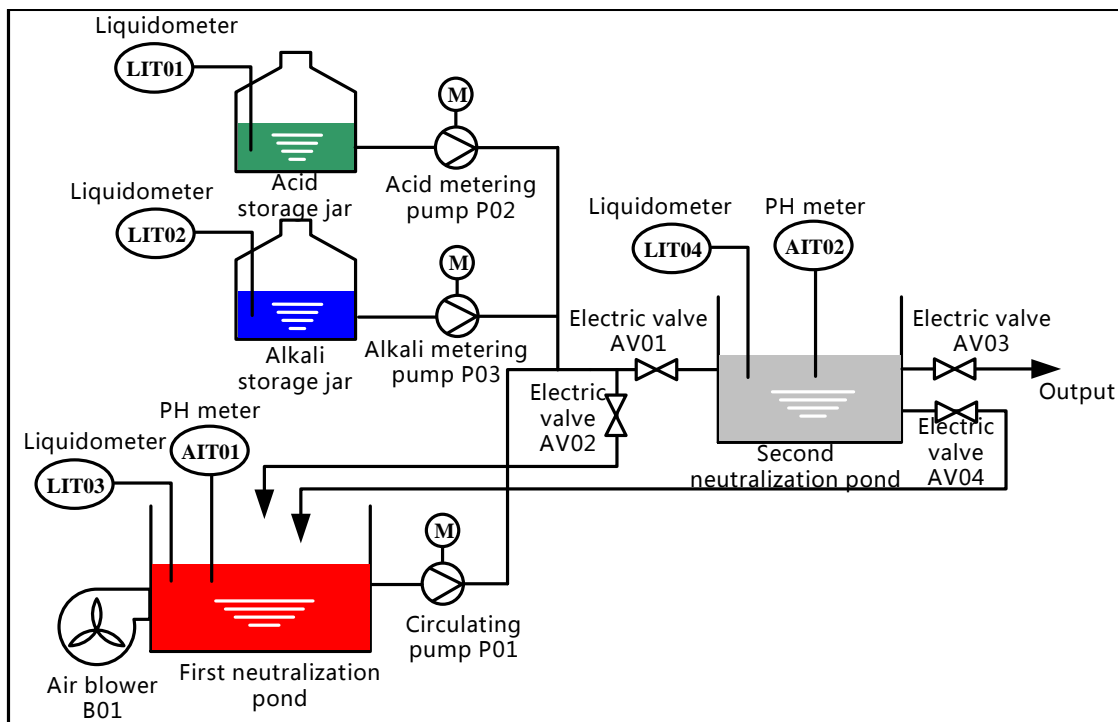 Liquidometer
LIT01
M
Acid
storage jar
Acid metering
pump P02
Liquidometer
LIT02
M
Alkali
storage jar
Alkali metering
pump P03
Liquidometer
LIT04
PH meter
AIT02
Electric valve
AV01
Electric valve
AV03
Output
Electric
valve
AV02
Electric
valve
AV04
Second
neutralization pond
PH meter
AIT01
Liquidometer
LIT03
M
Circulating
pump P01
First neutralization
pond
Air blower
B01